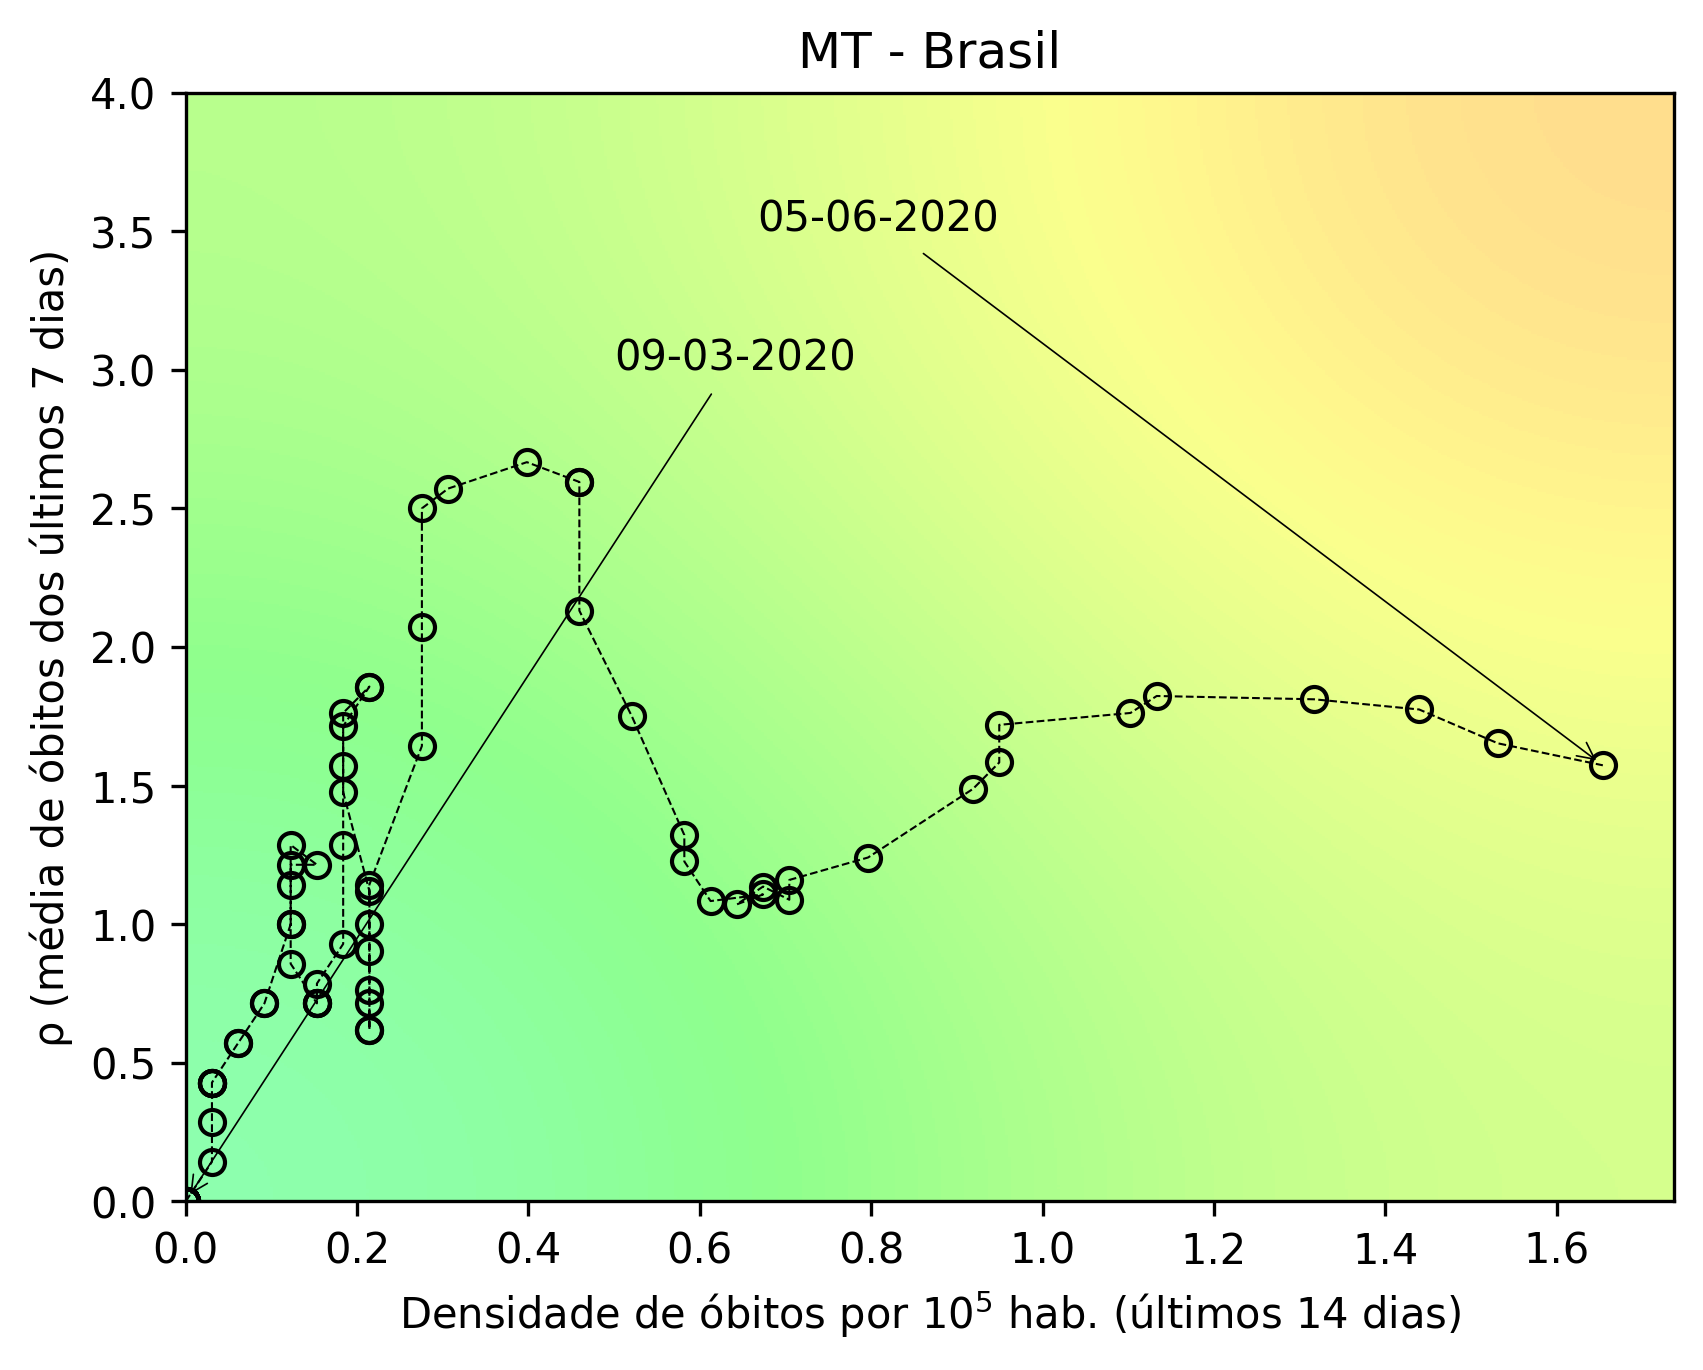 MT - Brasil
4.0
3.5
3.0
2.5
2.0
1.5
1.0
0.5
0.0
ρ (média de óbitos dos últimos 7 dias)
05-06-2020
09-03-2020
0.0 0.2 0.4 0.6 0.8 1.0 1.2 1.4 1.6
Densidade de óbitos por 10⁵ hab. (últimos 14 dias)